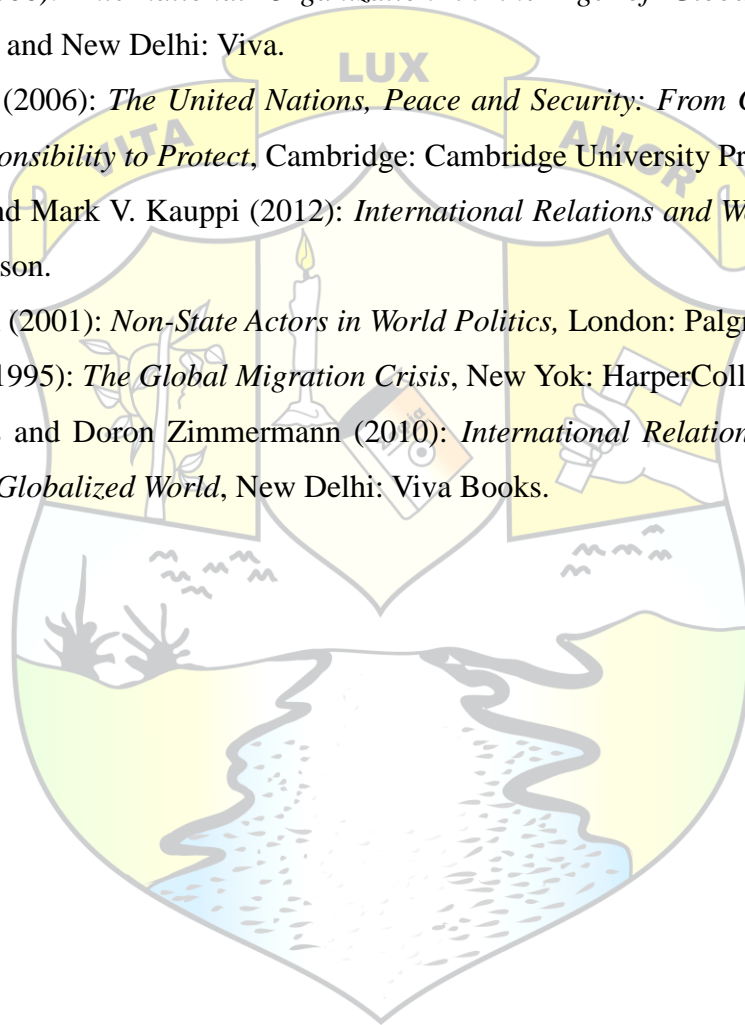 and New Delhi: Viva.
(2006): The United Nations, Peace and Security: From
onsibility to Protect, Cambridge: Cambridge University Pr
nd Mark V. Kauppi (2012): International Relations and W
son.
(2001): Non-State Actors in World Politics, London: Palg
1995): The Global Migration Crisis, New Yok: HarperColl
and Doron Zimmermann (2010): International Relation
Globalized World, New Delhi: Viva Books.
LUX
VITA
AMOR